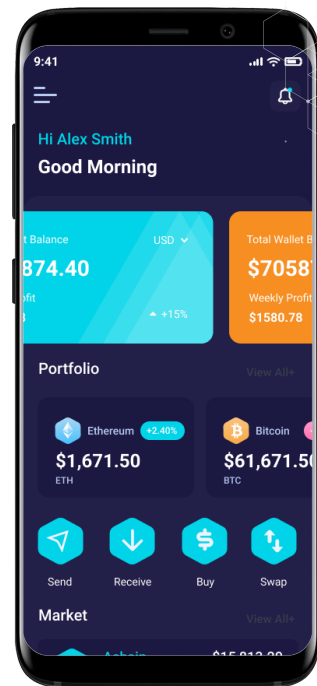 9:41
Hi Alex Smith
Good Morning
t Balance USD
874.40
ofit
+15%
Total Wallet B
$7058
Weekly Profit
$1580.78
Portfolio View All+
Ethereum +2.40%
$1,671.50
ETH
Bitcoin
$61,671.50
BTC
Send Receive Buy Swap
Market View All+